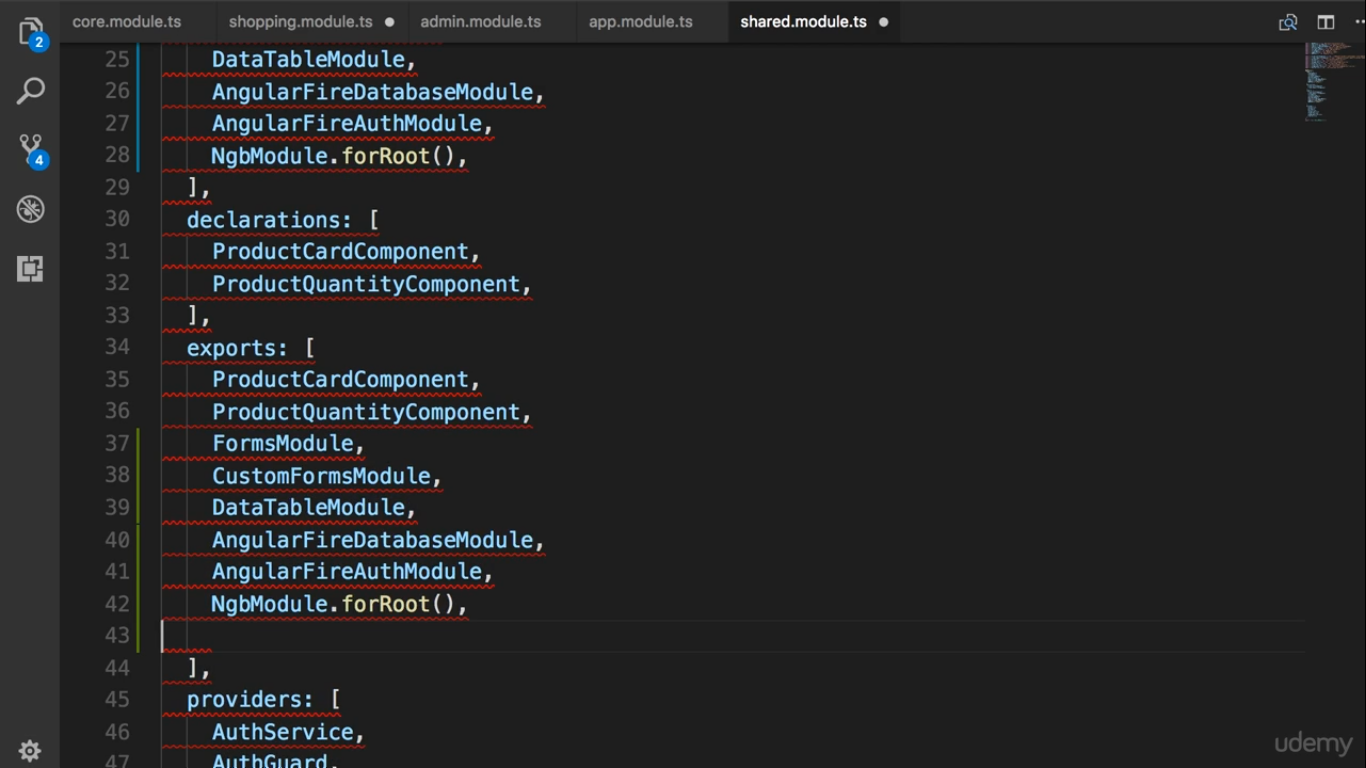 core.module.ts shopping.module.ts admin.module.ts app.module.ts shared.module.ts
2
4
25 DataTableModule,
26 AngularFireDatabaseModule,
27 AngularFireAuthModule,
28 NgbModule.forRoot(),
29 ],
30 declarations: [
31 ProductCardComponent,
32 ProductQuantityComponent,
33 ],
34 exports: [
35 ProductCardComponent,
36 ProductQuantityComponent,
37 FormsModule,
38 CustomFormsModule,
39 DataTableModule,
40 AngularFireDatabaseModule,
41 AngularFireAuthModule,
42 NgbModule.forRoot(),
43
44 ],
45 providers: [
46 AuthService,
47 AuthGuard,
udemy